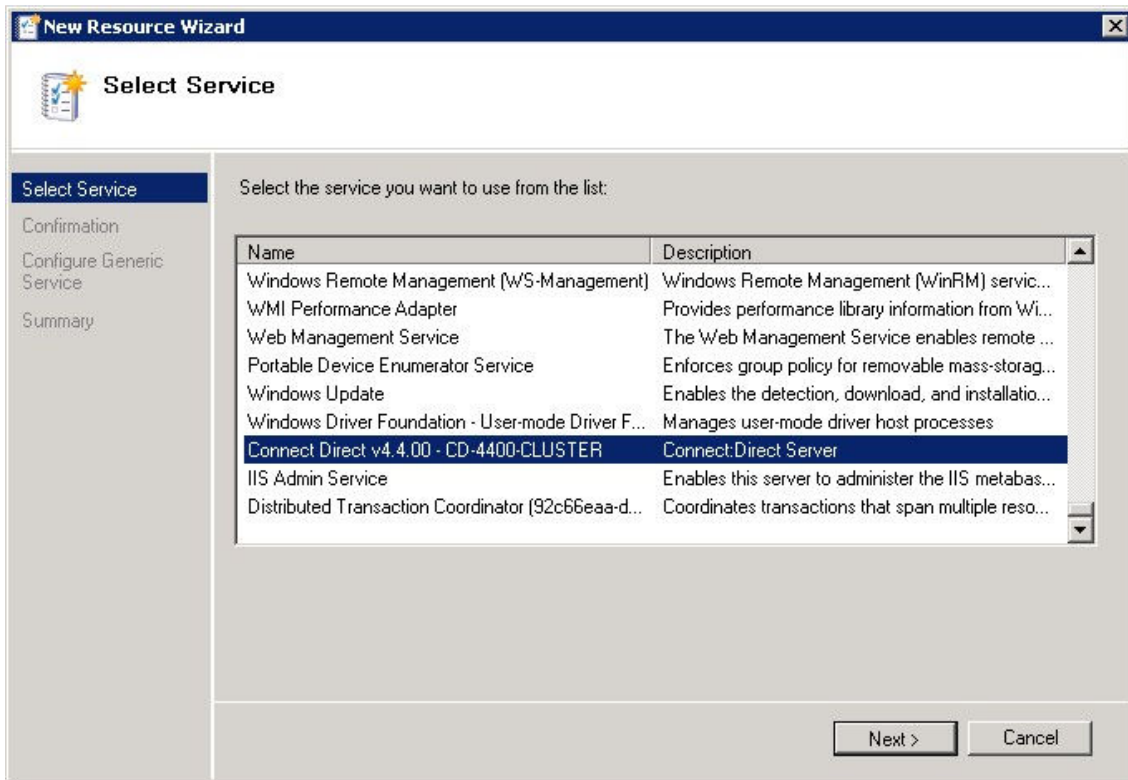 New Resource Wizard
Select Service
Select Service
Confirmation
Configure Generic
Service
Summary
Select the service you want to use from the list:
Name Description
Windows Remote Management (WS-Management) Windows Remote Management (WinRM) servic...
WMI Performance Adapter Provides performance library information from Wi...
Web Management Service The Web Management Service enables remote ...
Portable Device Enumerator Service Enforces group policy for removable mass-storag...
Windows Update Enables the detection, download, and installatio...
Windows Driver Foundation - User-mode Driver F... Manages user-mode driver host processes
Connect Direct v4.4.00 - CD-4400-CLUSTER Connect:Direct Server
IIS Admin Service Enables this server to administer the IIS metabas...
Distributed Transaction Coordinator (92c66eaa-d... Coordinates transactions that span multiple reso...
Next > Cancel